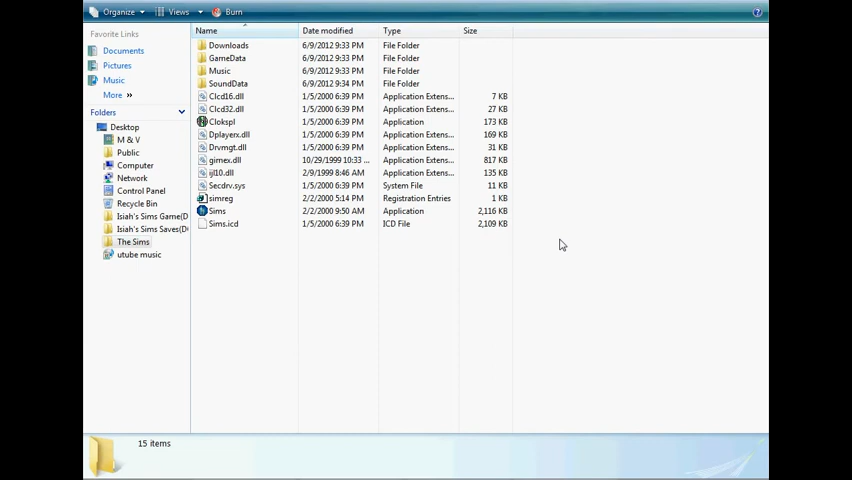 Organize Views Burn
Favorite Links
Documents
Pictures
Music
More »
Folders
Desktop
M & V
Public
Computer
Network
Control Panel
Recycle Bin
Isiah's Sims Game(D
Isiah's Sims Saves(D
The Sims
utube music
Name Date modified Type Size
Downloads 6/9/2012 9:33 PM File Folder
GameData 6/9/2012 9:33 PM File Folder
Music 6/9/2012 9:33 PM File Folder
SoundData 6/9/2012 9:34 PM File Folder
Clcd16.dll 1/5/2000 6:39 PM Application Extens... 7 KB
Clcd32.dll 1/5/2000 6:39 PM Application Extens... 27 KB
Clokspl 1/5/2000 6:39 PM Application 173 KB
Dplayerx.dll 1/5/2000 6:39 PM Application Extens... 169 KB
Drvmgt.dll 1/5/2000 6:39 PM Application Extens... 31 KB
gimex.dll 10/29/1999 10:33 ... Application Extens... 817 KB
ijl10.dll 2/9/1999 8:46 AM Application Extens... 135 KB
Secdrv.sys 1/5/2000 6:39 PM System File 11 KB
simreg 2/2/2000 5:14 PM Registration Entries 1 KB
Sims 2/2/2000 9:50 AM Application 2,116 KB
Sims.icd 1/5/2000 6:39 PM ICD File 2,109 KB
15 items